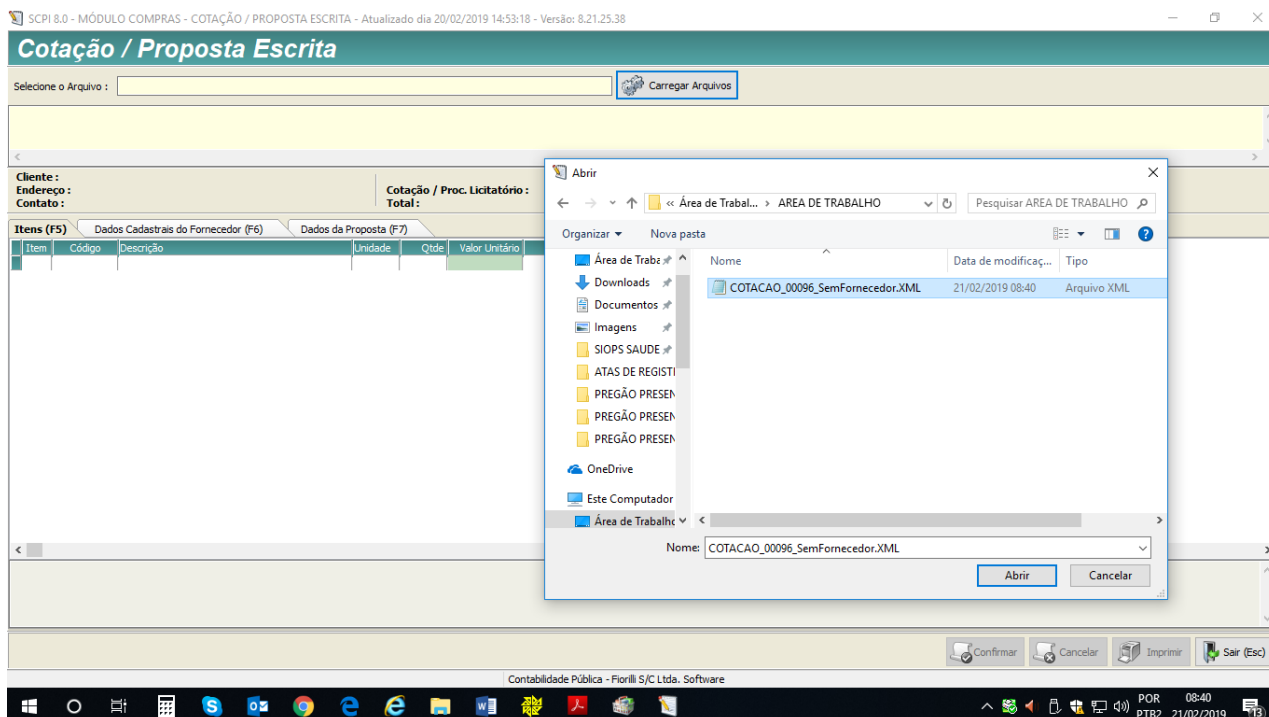 SCPI 8.0 - MÓDULO COMPRAS - COTAÇÃO / PROPOSTA ESCRITA - Atualizado dia 20/02/2019 14:53:18 - Versão: 8.21.25.38
Cotação / Proposta Escrita
Selecione o Arquivo :
Carregar Arquivos
Cliente :
Endereço :
Contato :
Cotação / Proc. Licitatório :
Total :
Itens (F5) Dados Cadastrais do Fornecedor (F6) Dados da Proposta (F7)
Item Código Descrição Unidade Qtde Valor Unitário
Abrir
« Área de Trabal... > AREA DE TRABALHO
Pesquisar AREA DE TRABALHO
Organizar Nova pasta
Área de Traba
Downloads
Documentos
Imagens
SIOPS SAUDE
ATAS DE REGISTI
PREGÃO PRESEN
PREGÃO PRESEN
PREGÃO PRESEN
OneDrive
Este Computador
Área de Trabalho
Nome Data de modificaç... Tipo
COTACAO_00096_SemFornecedor.XML 21/02/2019 08:40 Arquivo XML
Nome: COTACAO_00096_SemFornecedor.XML
Abrir Cancelar
Confirmar Cancelar Imprimir Sair (Esc)
Contabilidade Pública - Fiorilli S/C Ltda. Software
POR 08:40
PTB2 21/02/2019
13